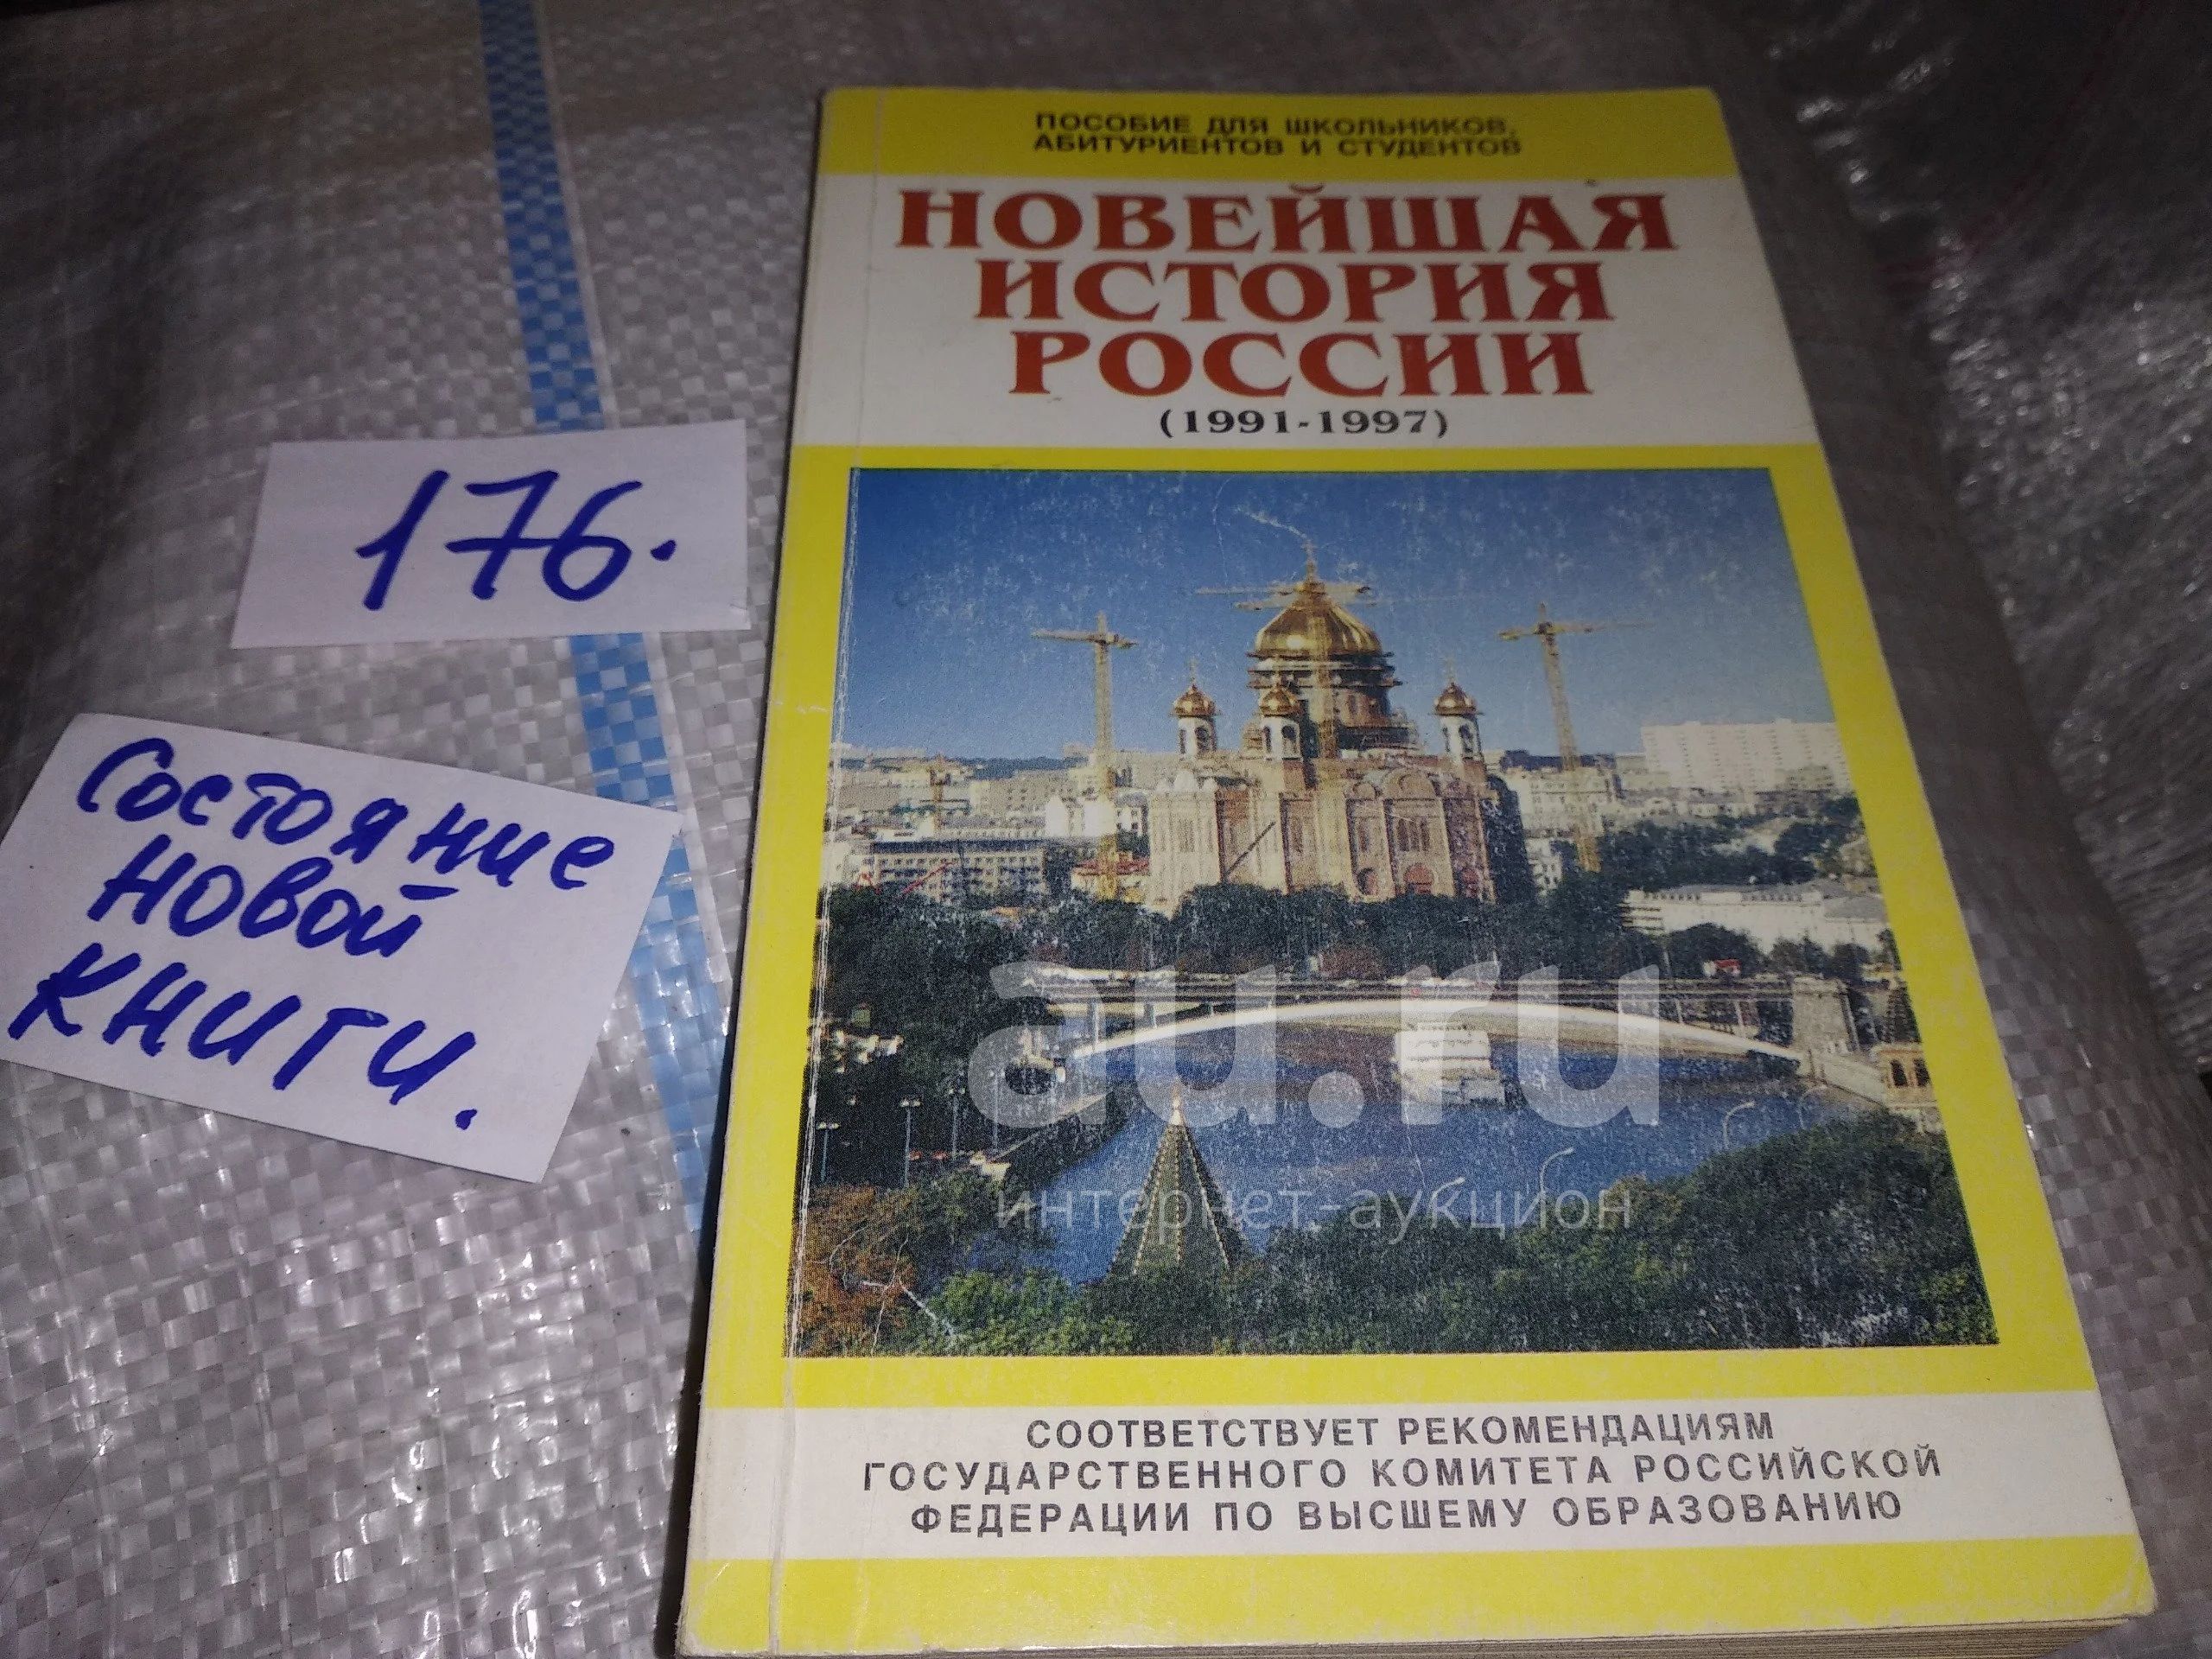 ПОСОБИЕ ДЛЯ ШКОЛЬНИКОВ,
АБИТУРИЕНТОВ И СТУДЕНТОВ
НОВЕЙШАЯ
ИСТОРИЯ
РОССИИ
(1991-1997)
176.
Состояние
новой
книги.
au.ru
интернет-аукцион
СООТВЕТСТВУЕТ РЕКОМЕНДАЦИЯМ
ГОСУДАРСТВЕННОГО КОМИТЕТА РОССИЙСКОЙ
ФЕДЕРАЦИИ ПО ВЫСШЕМУ ОБРАЗОВАНИЮ